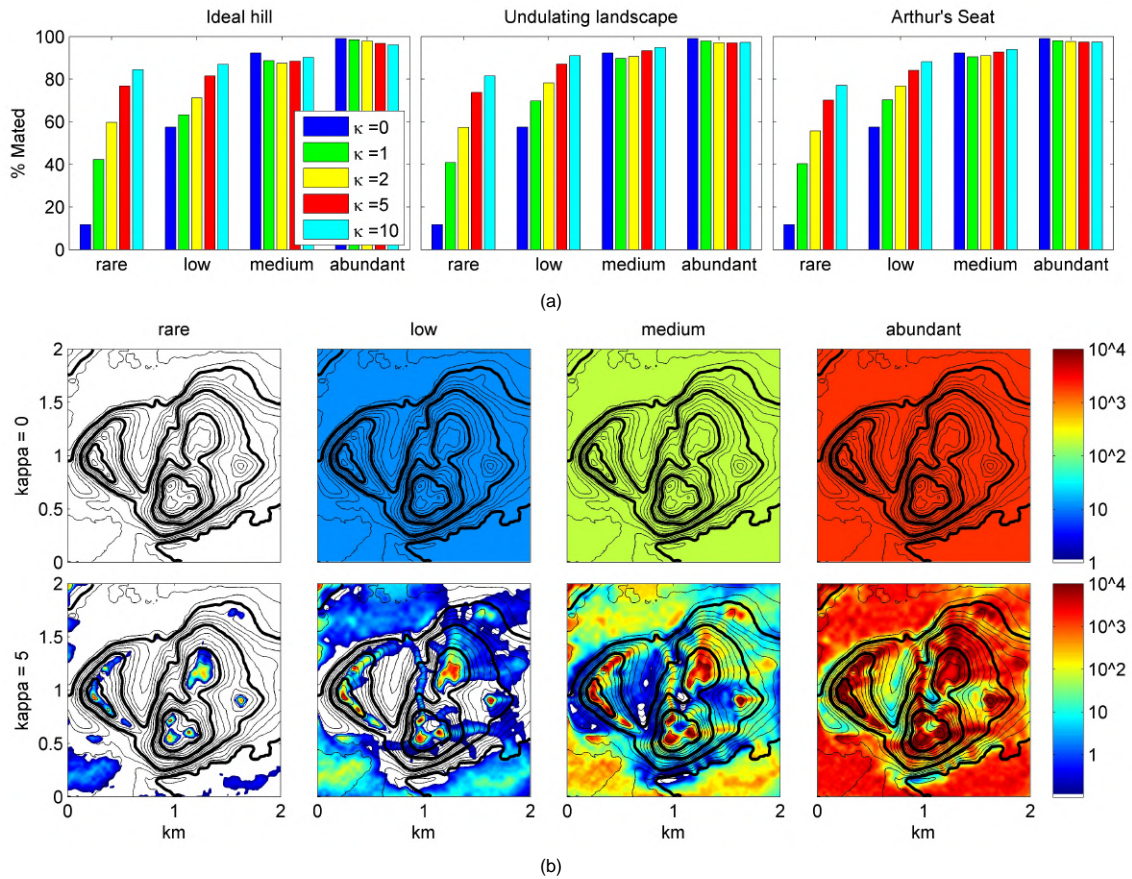 Ideal hill
Undulating landscape
Arthur's Seat
% Mated
100
80
60
40
20
0
κ =0
κ =1
κ =2
κ =5
κ =10
rare low medium abundant
rare low medium abundant
rare low medium abundant
(a)
rare low medium abundant
kappa = 0
2
1.5
1
0.5
0
10^4
10^3
10^2
10
1
kappa = 5
2
1.5
1
0.5
0
10^4
10^3
10^2
10
1
0 1 2
0 1 2
0 1 2
0 1 2
km km km km
(b)